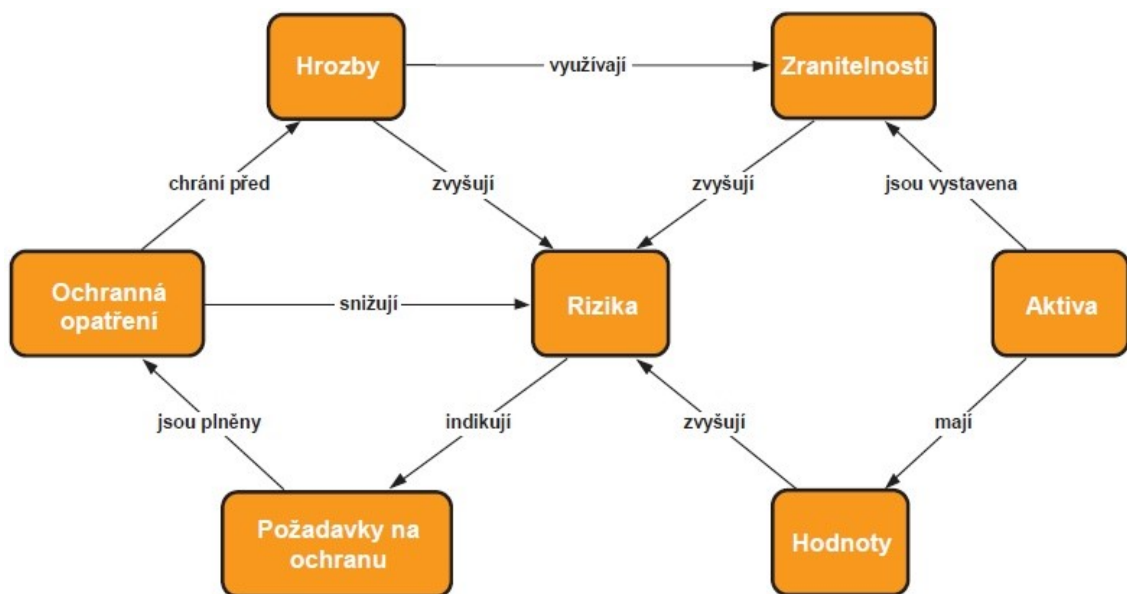 Hrozby
využívají
Zranitelnosti
chrání před
zvyšují
zvyšují
jsou vystavena
Ochranná
opatření
snižují
Rizika
Aktiva
jsou plněny
indikují
zvyšují
mají
Požadavky na
ochranu
Hodnoty